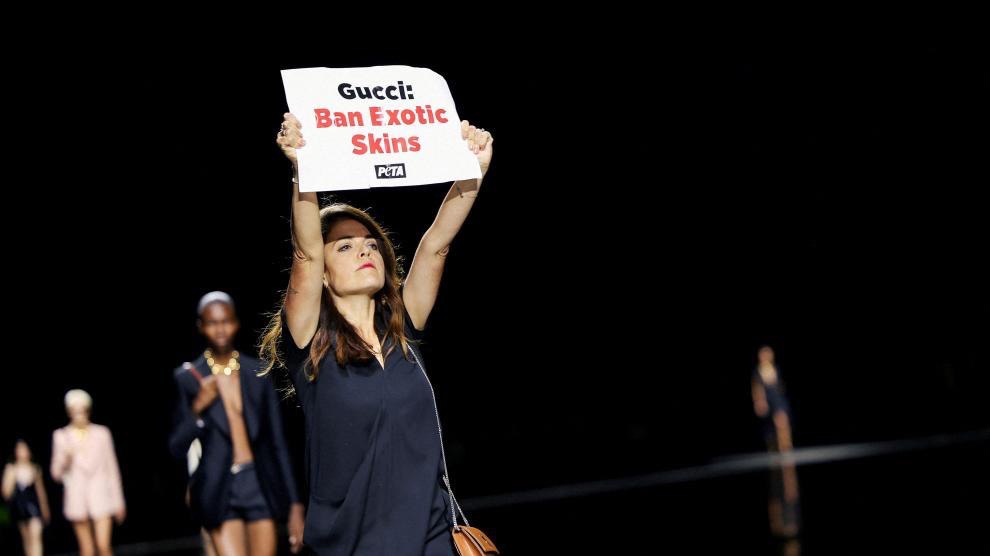 Gucci:
Ban Exotic
Skins
PETA